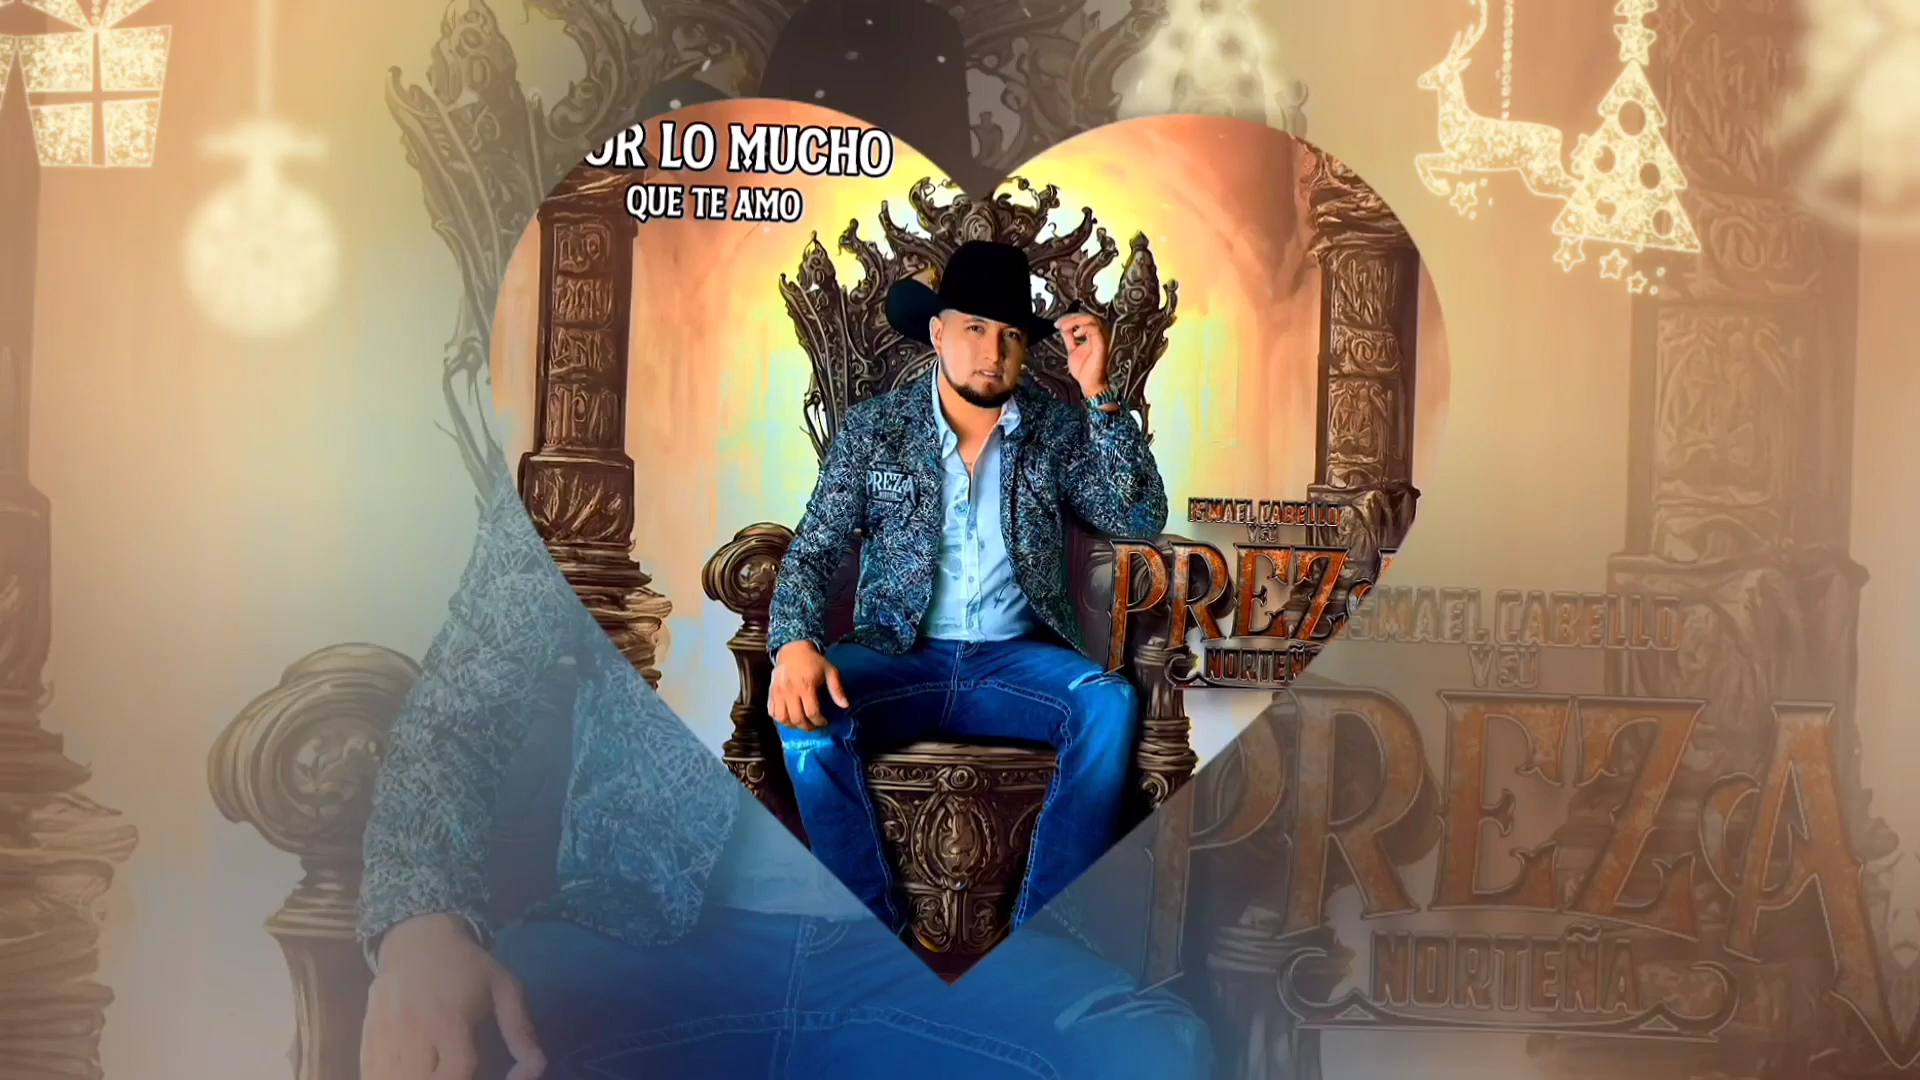 OR LO MUCHO
QUE TE AMO
PREZA
ISMAEL CABELLO
Y SU
PREZ
NORTEÑ
ISMAEL CABELLO
Y SU
PREZA
NORTEÑA